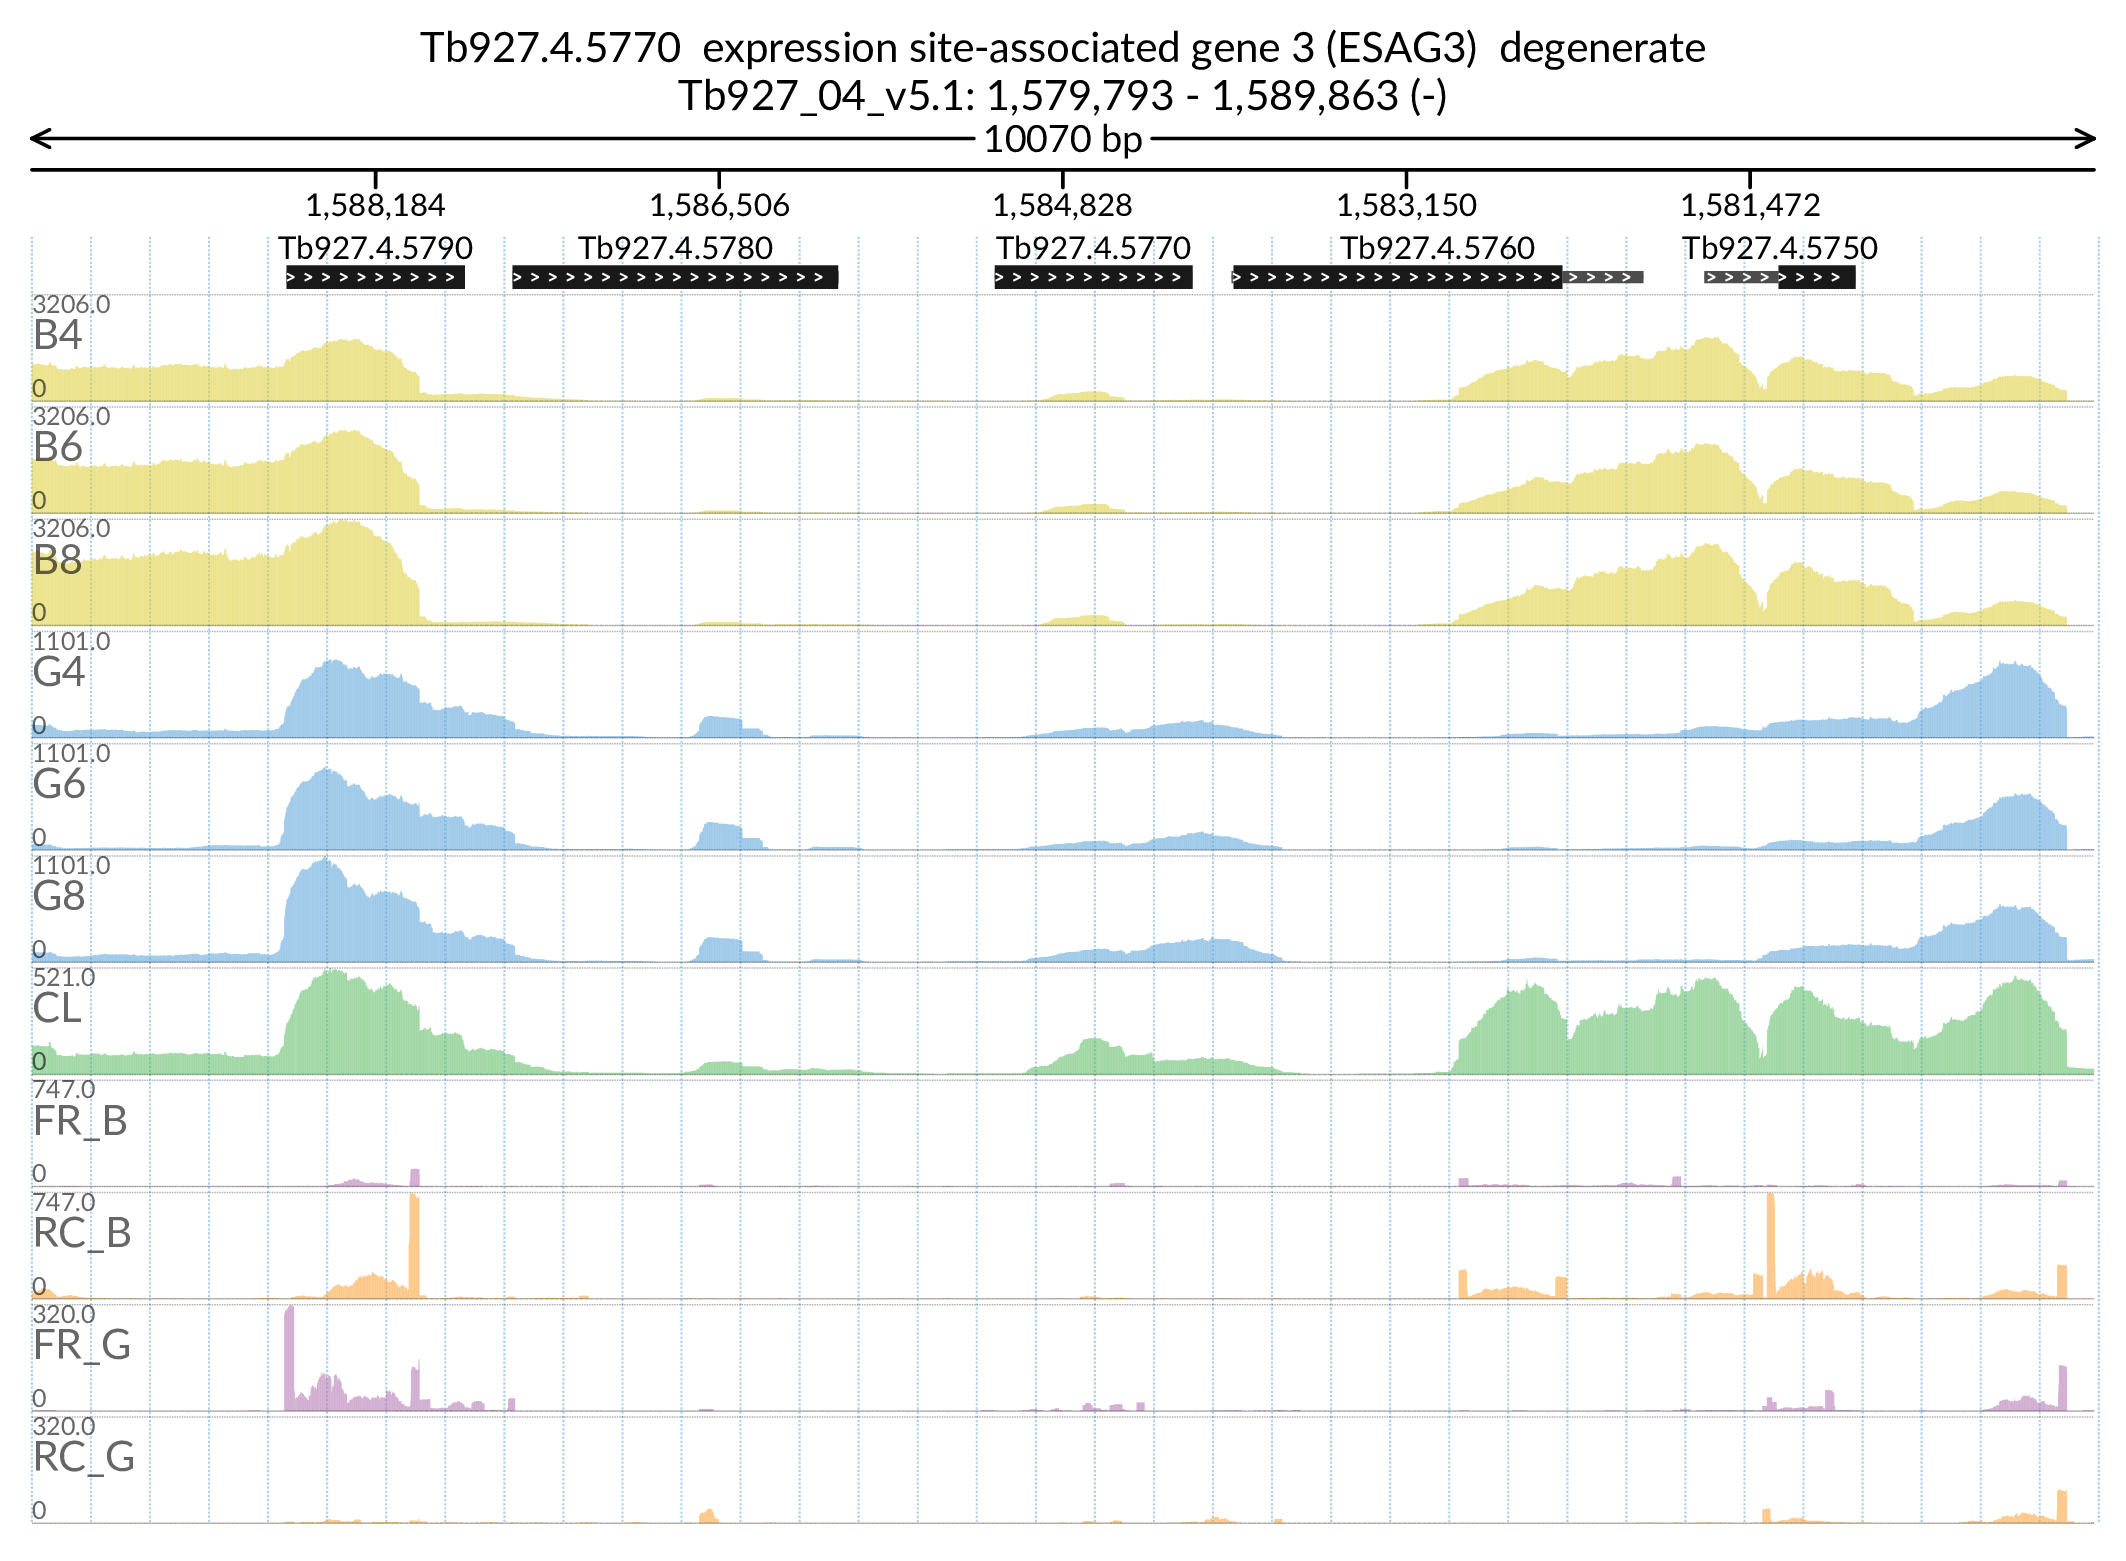 Tb927.4.5770 expression site-associated gene 3 (ESAG3) degenerate
Tb927_04_v5.1: 1,579,793 - 1,589,863 (-)
10070 bp
1,588,184 1,586,506 1,584,828 1,583,150 1,581,472
Tb927.4.5790 Tb927.4.5780 Tb927.4.5770 Tb927.4.5760 Tb927.4.5750
3206.0
B4
0
3206.0
B6
0
3206.0
B8
0
1101.0
G4
0
1101.0
G6
0
1101.0
G8
0
521.0
CL
0
747.0
FR_B
0
747.0
RC_B
0
320.0
FR_G
0
320.0
RC_G
0